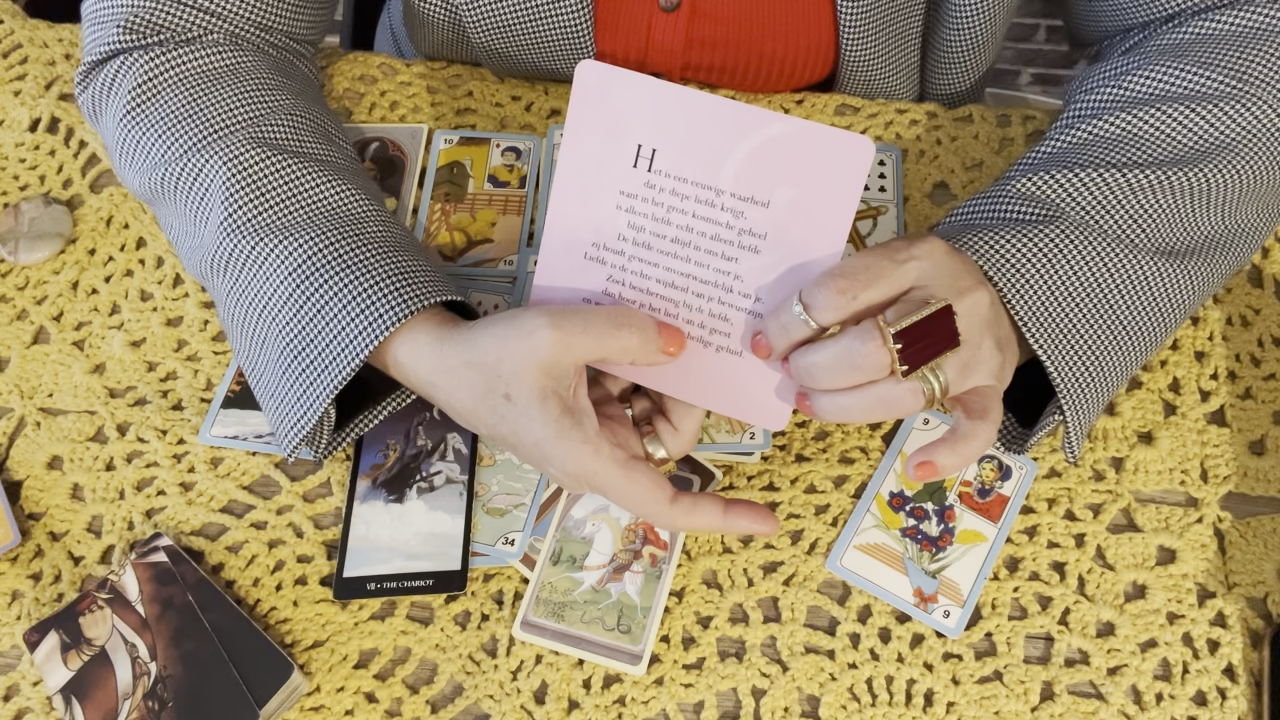 Het is een eeuwige waarheid
dat je diepe liefde krijgt,
want in het grote kosmische geheel
is alleen liefde echt en alleen liefde
blijft voor altijd in ons hart.
De liefde oordeelt niet over je,
zij houdt gewoon onvoorwaardelijk van je.
Liefde is de echte wijsheid van je bewustzijn.
Zoek bescherming bij de liefde,
dan hoor je het lied van de geest
en
heilige geluid.
10
10
2
34
VII • THE CHARIOT
9
9
6